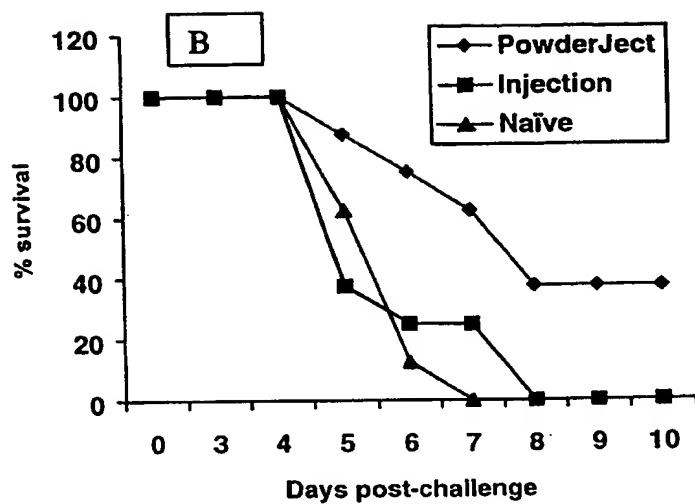 B
PowderJect
Injection
Naïve
120
100
80
60
40
20
0
% survival
0 3 4 5 6 7 8 9 10
Days post-challenge